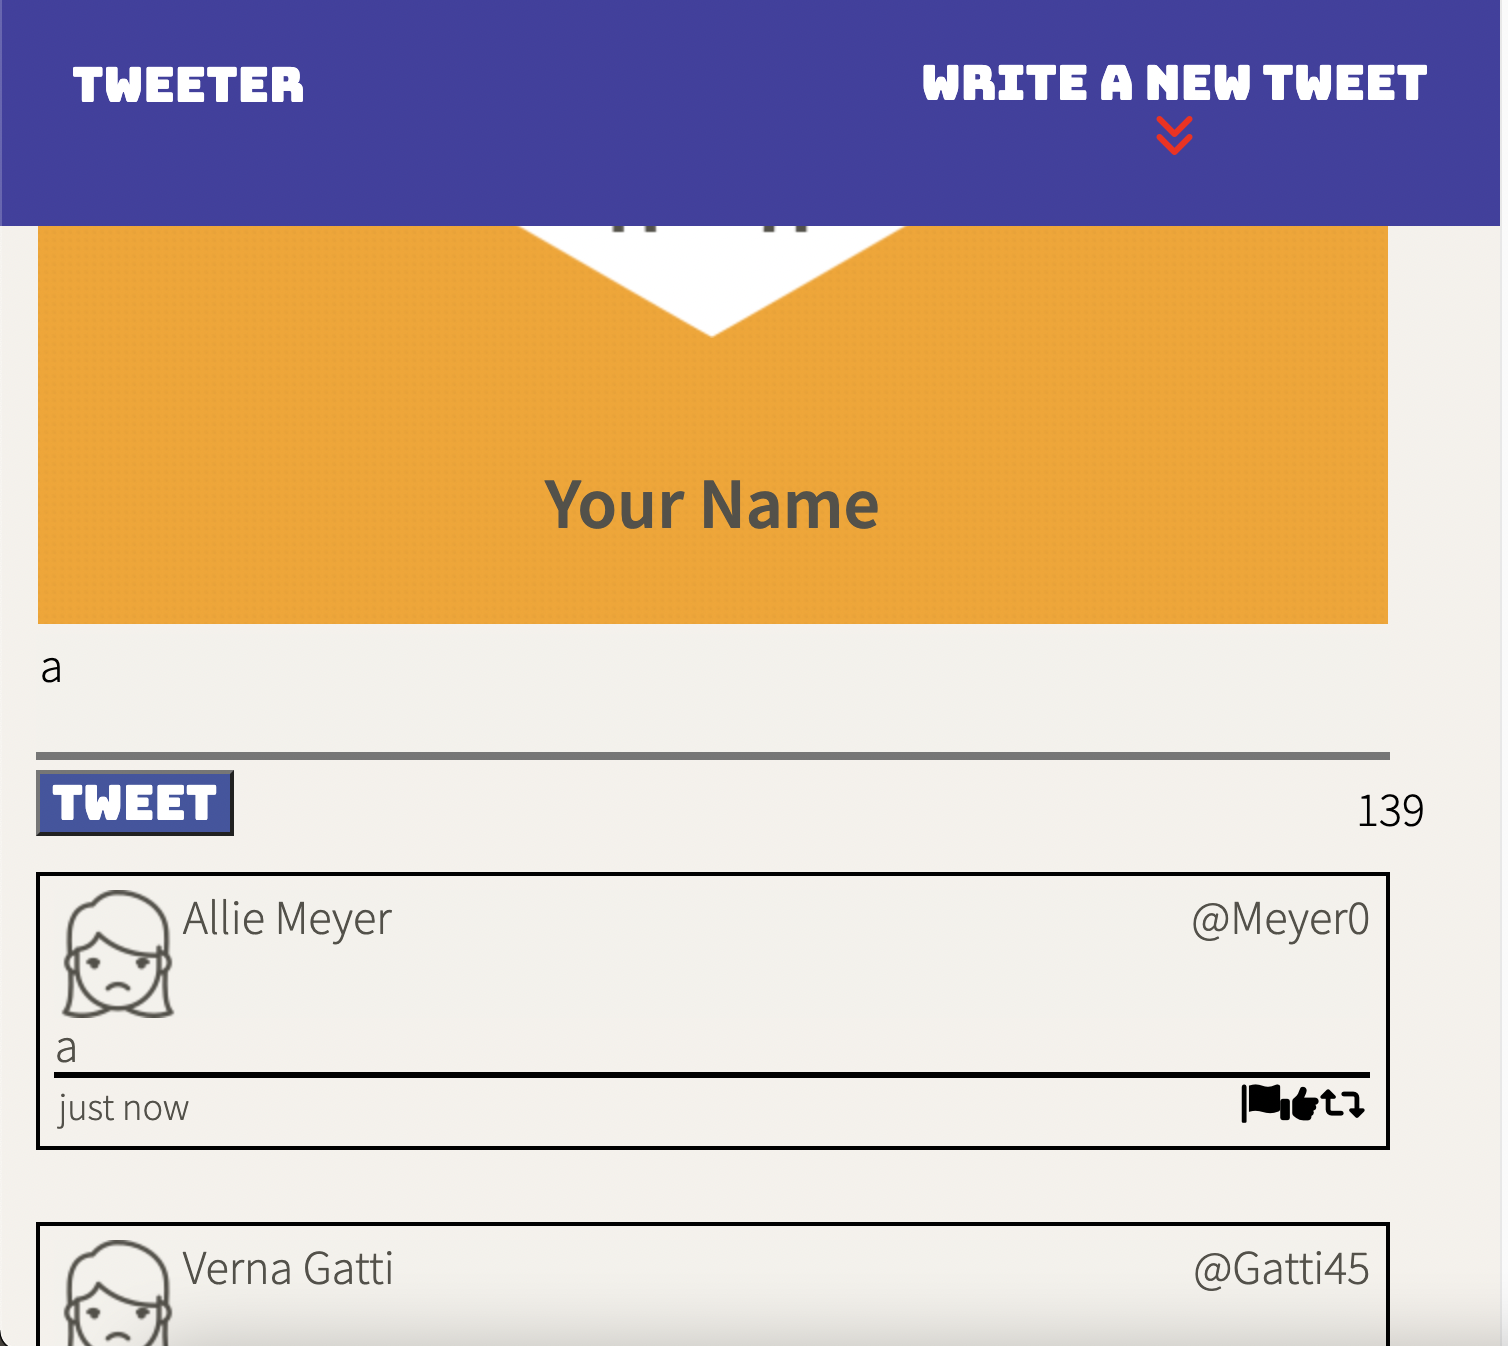 TWEETER
WRITE A NEW TWEET
Your Name
a
TWEET
139
Allie Meyer
@Meyer0
a
just now
Verna Gatti
@Gatti45